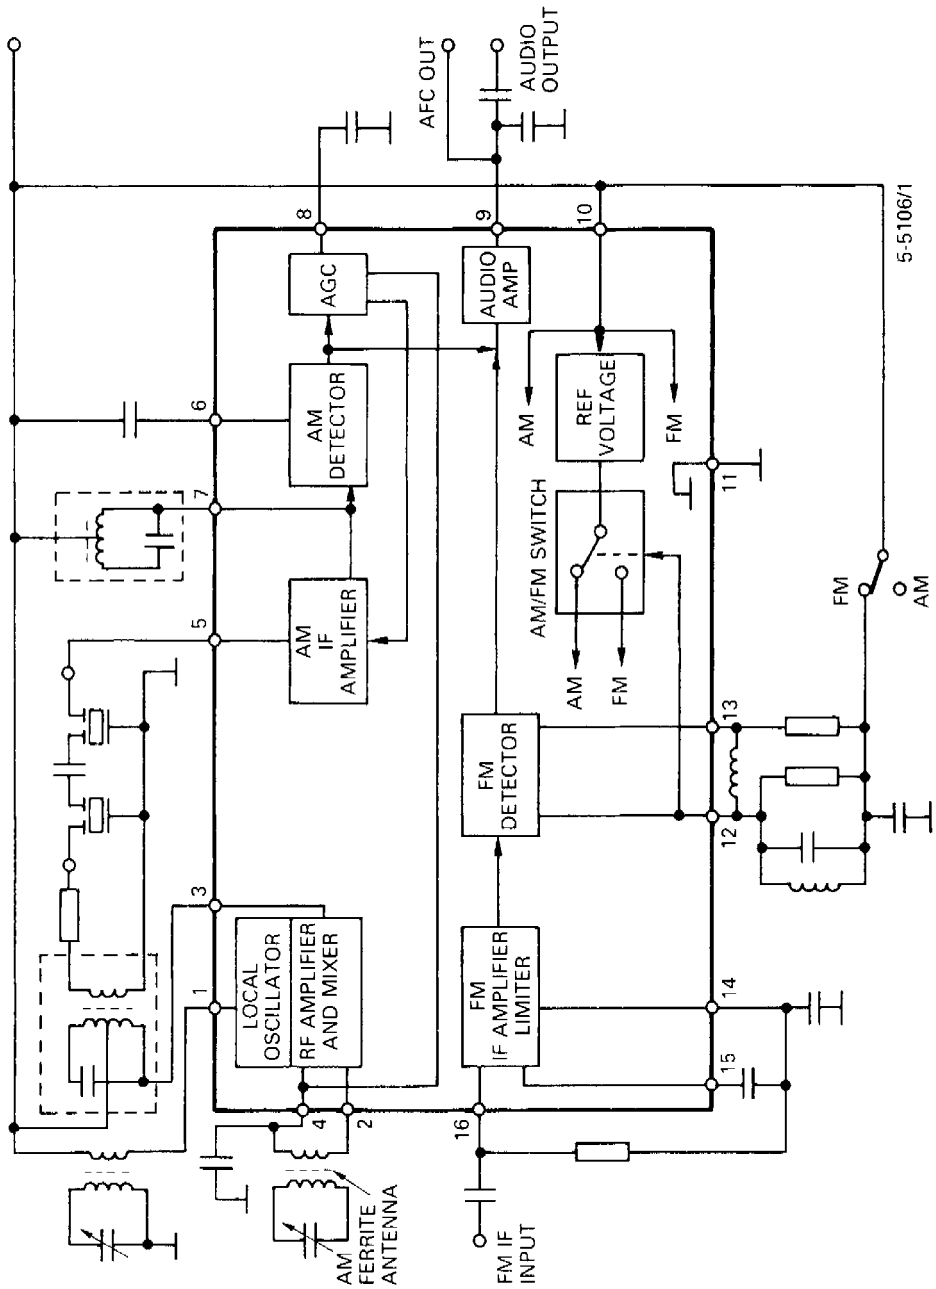 AFC OUT
AUDIO
OUTPUT
8
9
10
5-5106/1
AGC
AUDIO
AMP
6
AM
DETECTOR
AM
REF
VOLTAGE
FM
7
11
AM/FM SWITCH
5
AM
IF
AMPLIFIER
AM
FM
FM
AM
13
FM
DETECTOR
12
3
1
LOCAL
OSCILLATOR
RF AMPLIFIER
AND MIXER
FM
IF AMPLIFIER
LIMITER
14
15
4
2
16
AM
FERRITE
ANTENNA
FM IF
INPUT